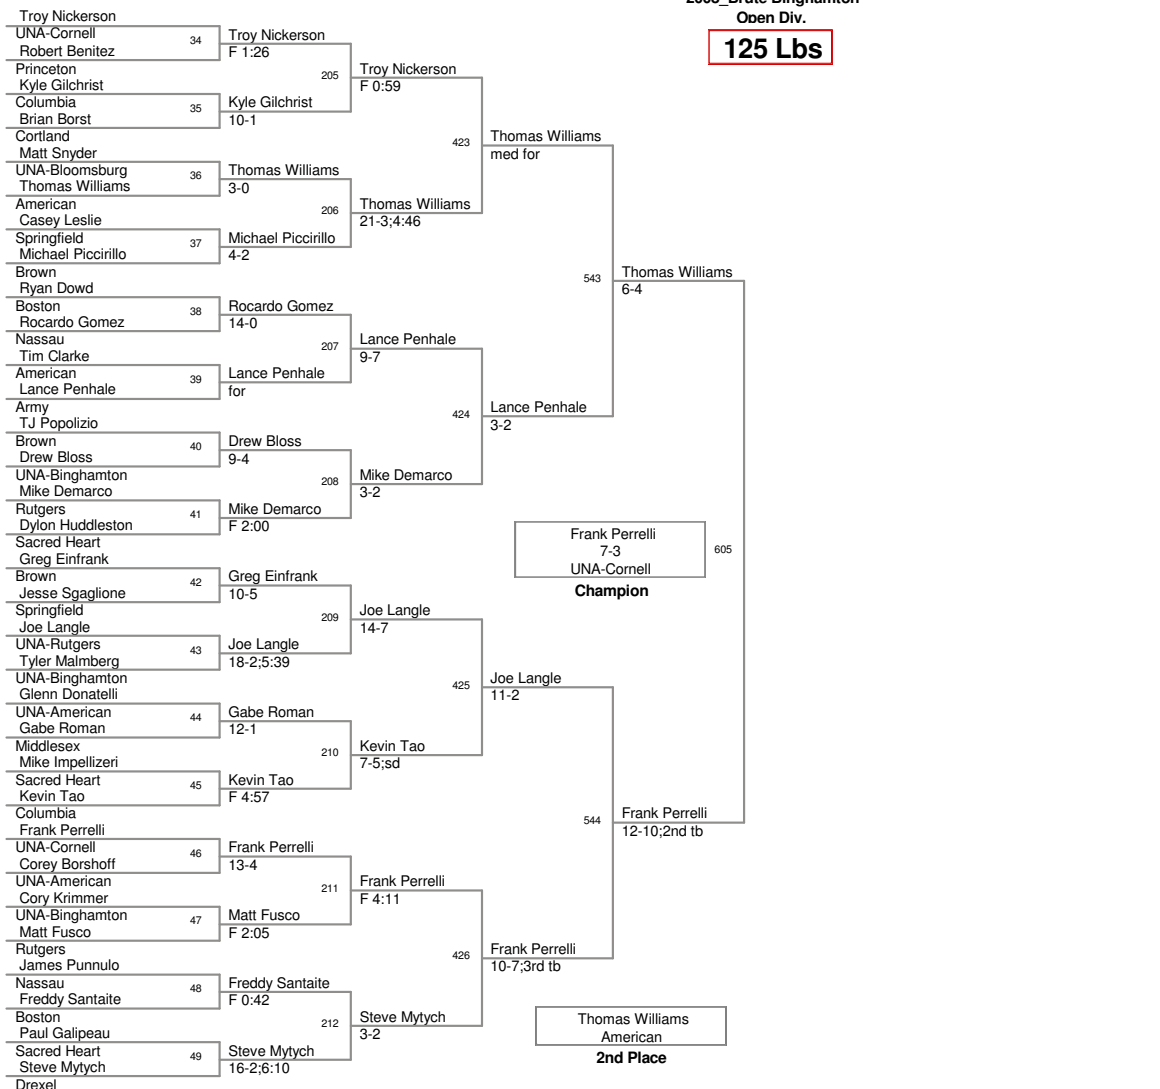 Brute Binghamton
Open Div.
125 Lbs
Troy Nickerson
UNA-Cornell
34
Robert Benitez
Princeton
Kyle Gilchrist
Columbia
35
Brian Borst
Cortland
Matt Snyder
UNA-Bloomsburg
36
Thomas Williams
American
Casey Leslie
Springfield
37
Michael Piccirillo
Brown
Ryan Dowd
Boston
38
Rocardo Gomez
Nassau
Tim Clarke
American
39
Lance Penhale
Army
TJ Popolizio
Brown
40
Drew Bloss
UNA-Binghamton
Mike Demarco
Rutgers
41
Dylon Huddleston
Sacred Heart
Greg Einfrank
Brown
42
Jesse Sgaglione
Springfield
Joe Langle
UNA-Rutgers
43
Tyler Malmberg
UNA-Binghamton
Glenn Donatelli
UNA-American
44
Gabe Roman
Middlesex
Mike Impellizeri
Sacred Heart
45
Kevin Tao
Columbia
Frank Perrelli
UNA-Cornell
46
Corey Borshoff
UNA-American
Cory Krimmer
UNA-Binghamton
47
Matt Fusco
Rutgers
James Punnulo
Nassau
48
Freddy Santaite
Boston
Paul Galipeau
Sacred Heart
49
Steve Mytych
Drexel
Troy Nickerson
F 1:26
205
Kyle Gilchrist
10-1
Thomas Williams
3-0
206
Michael Piccirillo
4-2
Rocardo Gomez
14-0
207
Lance Penhale
for
Drew Bloss
9-4
208
Mike Demarco
F 2:00
Greg Einfrank
10-5
209
Joe Langle
18-2;5:39
Gabe Roman
12-1
210
Kevin Tao
F 4:57
Frank Perrelli
13-4
211
Matt Fusco
F 2:05
Freddy Santaite
F 0:42
212
Steve Mytych
16-2;6:10
Troy Nickerson
F 0:59
423
Thomas Williams
21-3;4:46
Lance Penhale
9-7
424
Mike Demarco
3-2
Joe Langle
14-7
425
Kevin Tao
7-5;sd
Frank Perrelli
F 4:11
426
Steve Mytych
3-2
Thomas Williams
med for
543
Lance Penhale
3-2
Joe Langle
11-2
544
Frank Perrelli
10-7;3rd tb
Thomas Williams
6-4
605
Frank Perrelli
12-10;2nd tb
Frank Perrelli
7-3
UNA-Cornell
Champion
Thomas Williams
American
2nd Place